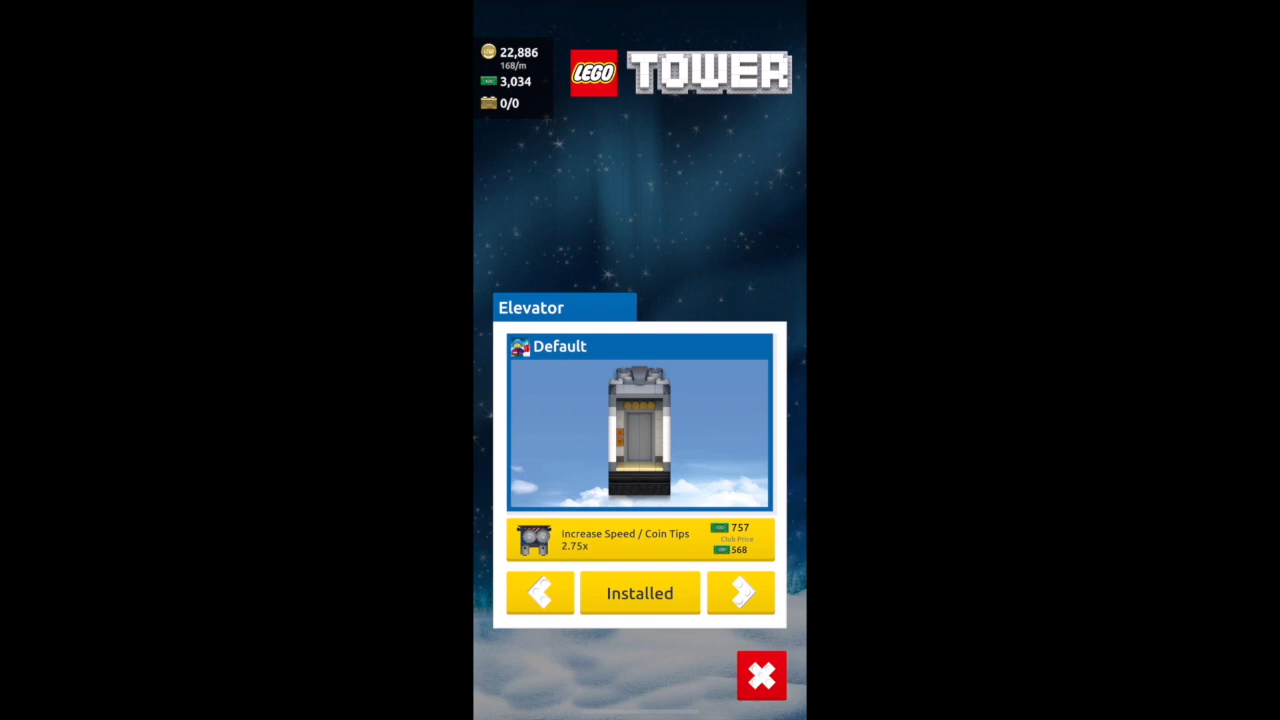 22,886
168/m
3,034
0/0
LEGO TOWER
Elevator
Default
Increase Speed / Coin Tips
2.75x
757
Club Price
568
Installed